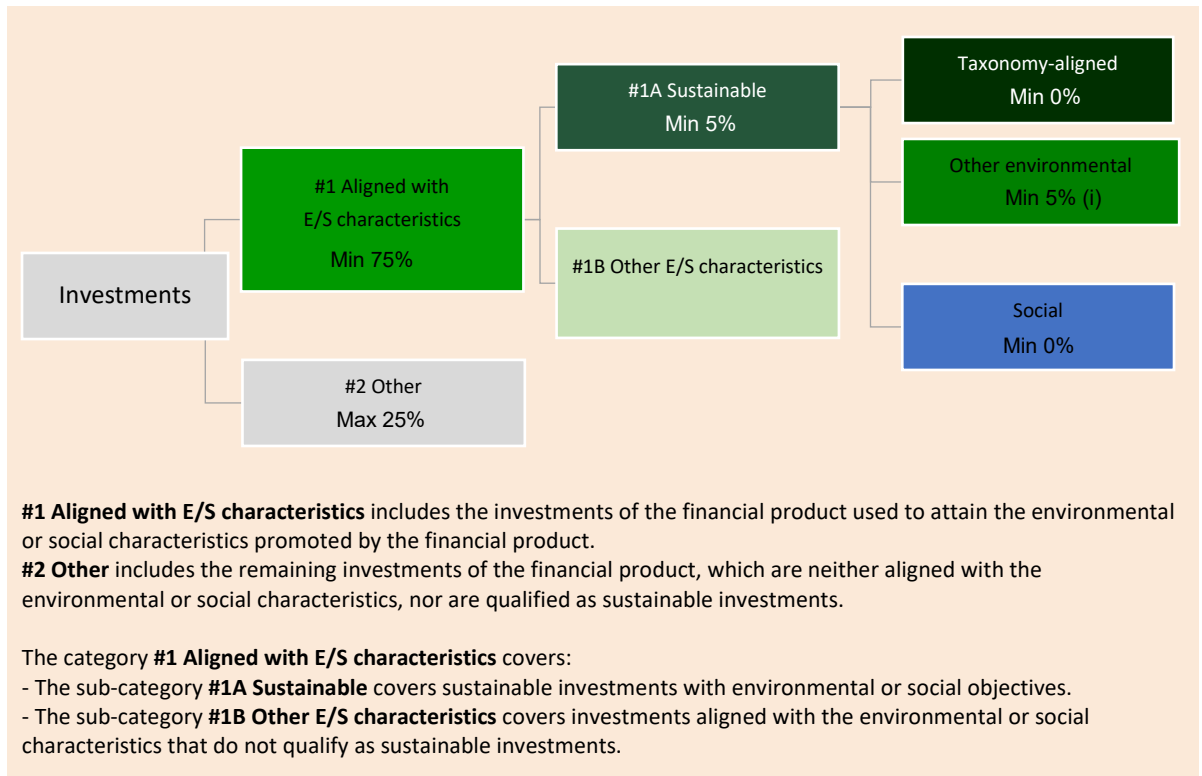 Investments
#1 Aligned with
E/S characteristics
Min 75%
#2 Other
Max 25%
#1A Sustainable
Min 5%
#1B Other E/S characteristics
Taxonomy-aligned
Min 0%
Other environmental
Min 5% (i)
Social
Min 0%
#1 Aligned with E/S characteristics includes the investments of the financial product used to attain the environmental
or social characteristics promoted by the financial product.
#2 Other includes the remaining investments of the financial product, which are neither aligned with the
environmental or social characteristics, nor are qualified as sustainable investments.
The category #1 Aligned with E/S characteristics covers:
- The sub-category #1A Sustainable covers sustainable investments with environmental or social objectives.
- The sub-category #1B Other E/S characteristics covers investments aligned with the environmental or social
characteristics that do not qualify as sustainable investments.